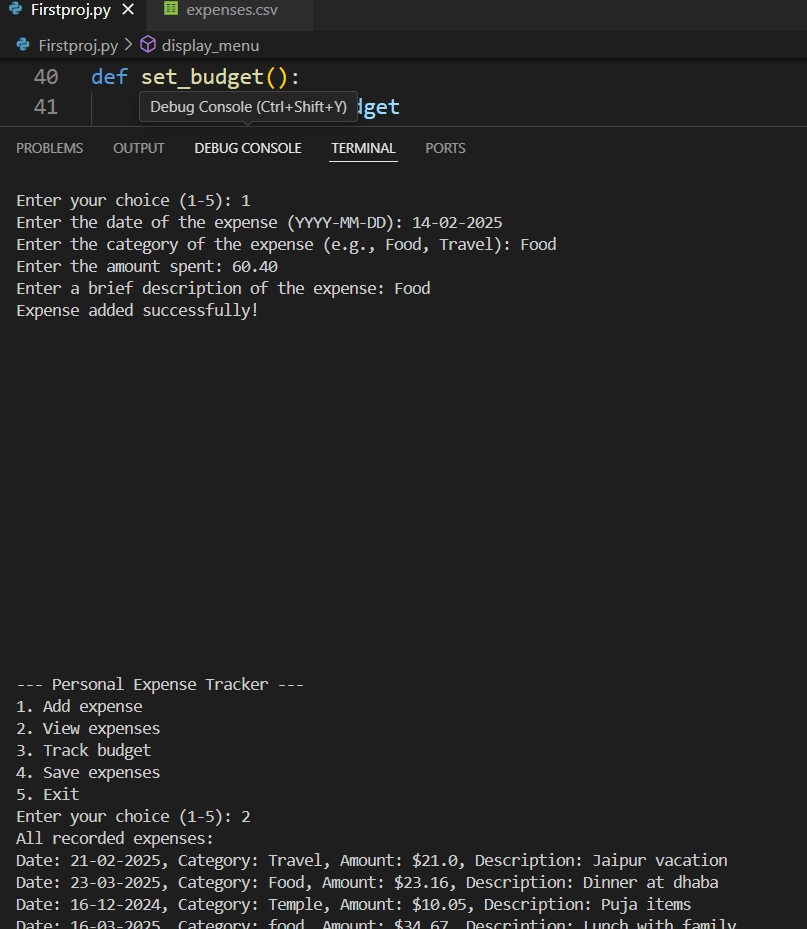 Firstproj.py
expenses.csv
Firstproj.py > display_menu
40 def set_budget():
41
Debug Console (Ctrl+Shift+Y)
PROBLEMS OUTPUT DEBUG CONSOLE TERMINAL PORTS
Enter your choice (1-5): 1
Enter the date of the expense (YYYY-MM-DD): 14-02-2025
Enter the category of the expense (e.g., Food, Travel): Food
Enter the amount spent: 60.40
Enter a brief description of the expense: Food
Expense added successfully!
--- Personal Expense Tracker ---
1. Add expense
2. View expenses
3. Track budget
4. Save expenses
5. Exit
Enter your choice (1-5): 2
All recorded expenses:
Date: 21-02-2025, Category: Travel, Amount: $21.0, Description: Jaipur vacation
Date: 23-03-2025, Category: Food, Amount: $23.16, Description: Dinner at dhaba
Date: 16-12-2024, Category: Temple, Amount: $10.05, Description: Puja items
Date: 16-03-2025, Category: food, Amount: $34.67, Description: Lunch with family